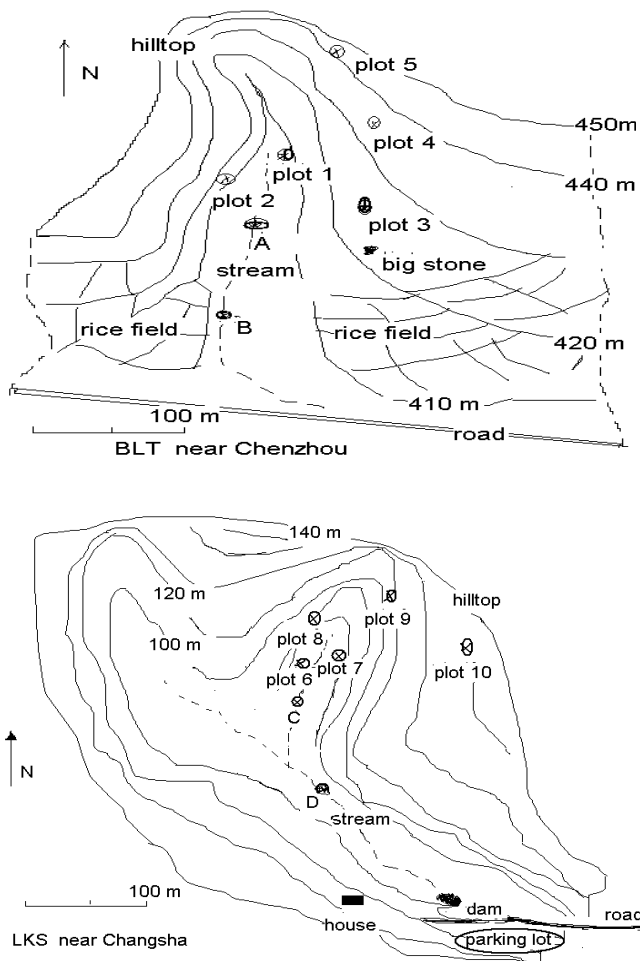 hilltop
plot 5
N
450m
plot 4
plot 1
440 m
plot 2
plot 3
A
stream
big stone
B
rice field
rice field
420 m
410 m
100 m
road
BLT near Chenzhou
140 m
120 m
hilltop
100 m
plot 9
plot 8
plot 7
plot 10
plot 6
C
N
D
stream
100 m
dam
road
house
LKS near Changsha
parking lot